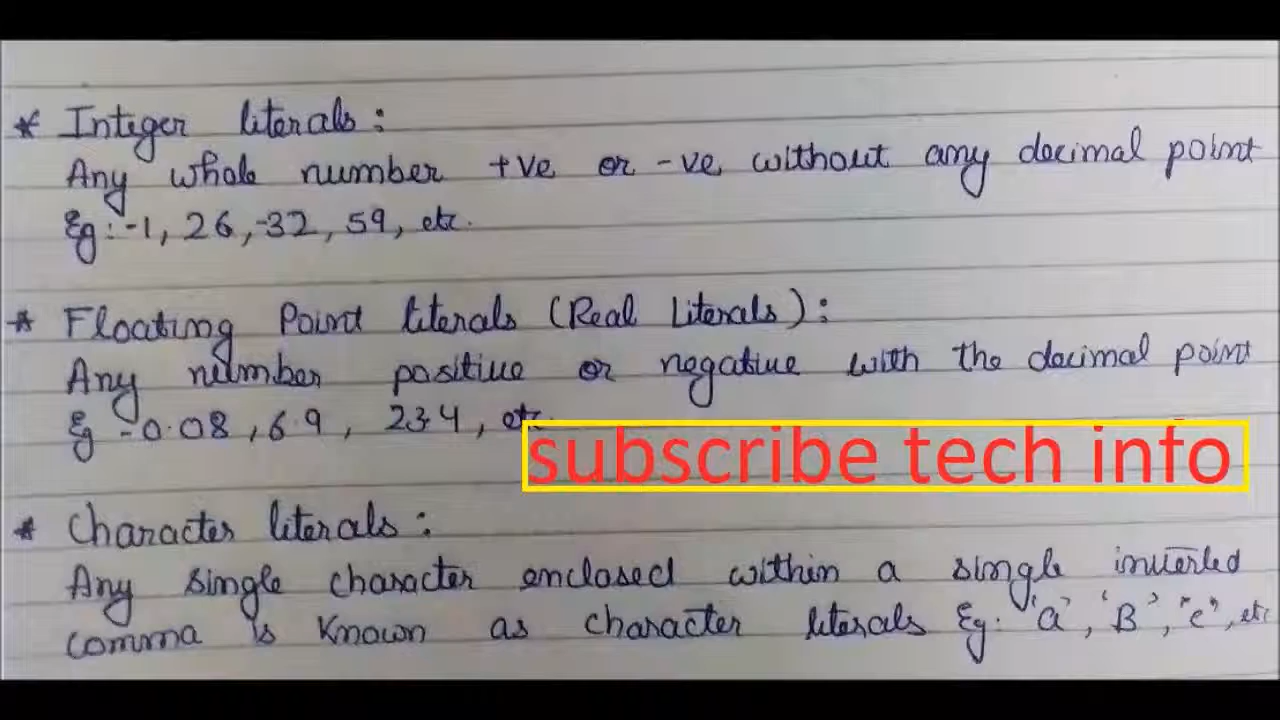 * Integer literals:
Any whole number +ve or -ve without any decimal point
Eg:- -1, 26, -32, 59, etc.
* Floating Point literals (Real Literals):
Any number positive or negative with the decimal point
Eg -0.08, 6.9, 23.4, etc.
subscribe tech info
* Character literals:
Any single character enclosed within a single inverted
comma is known as character literals Eg: 'a', 'B', "c", etc